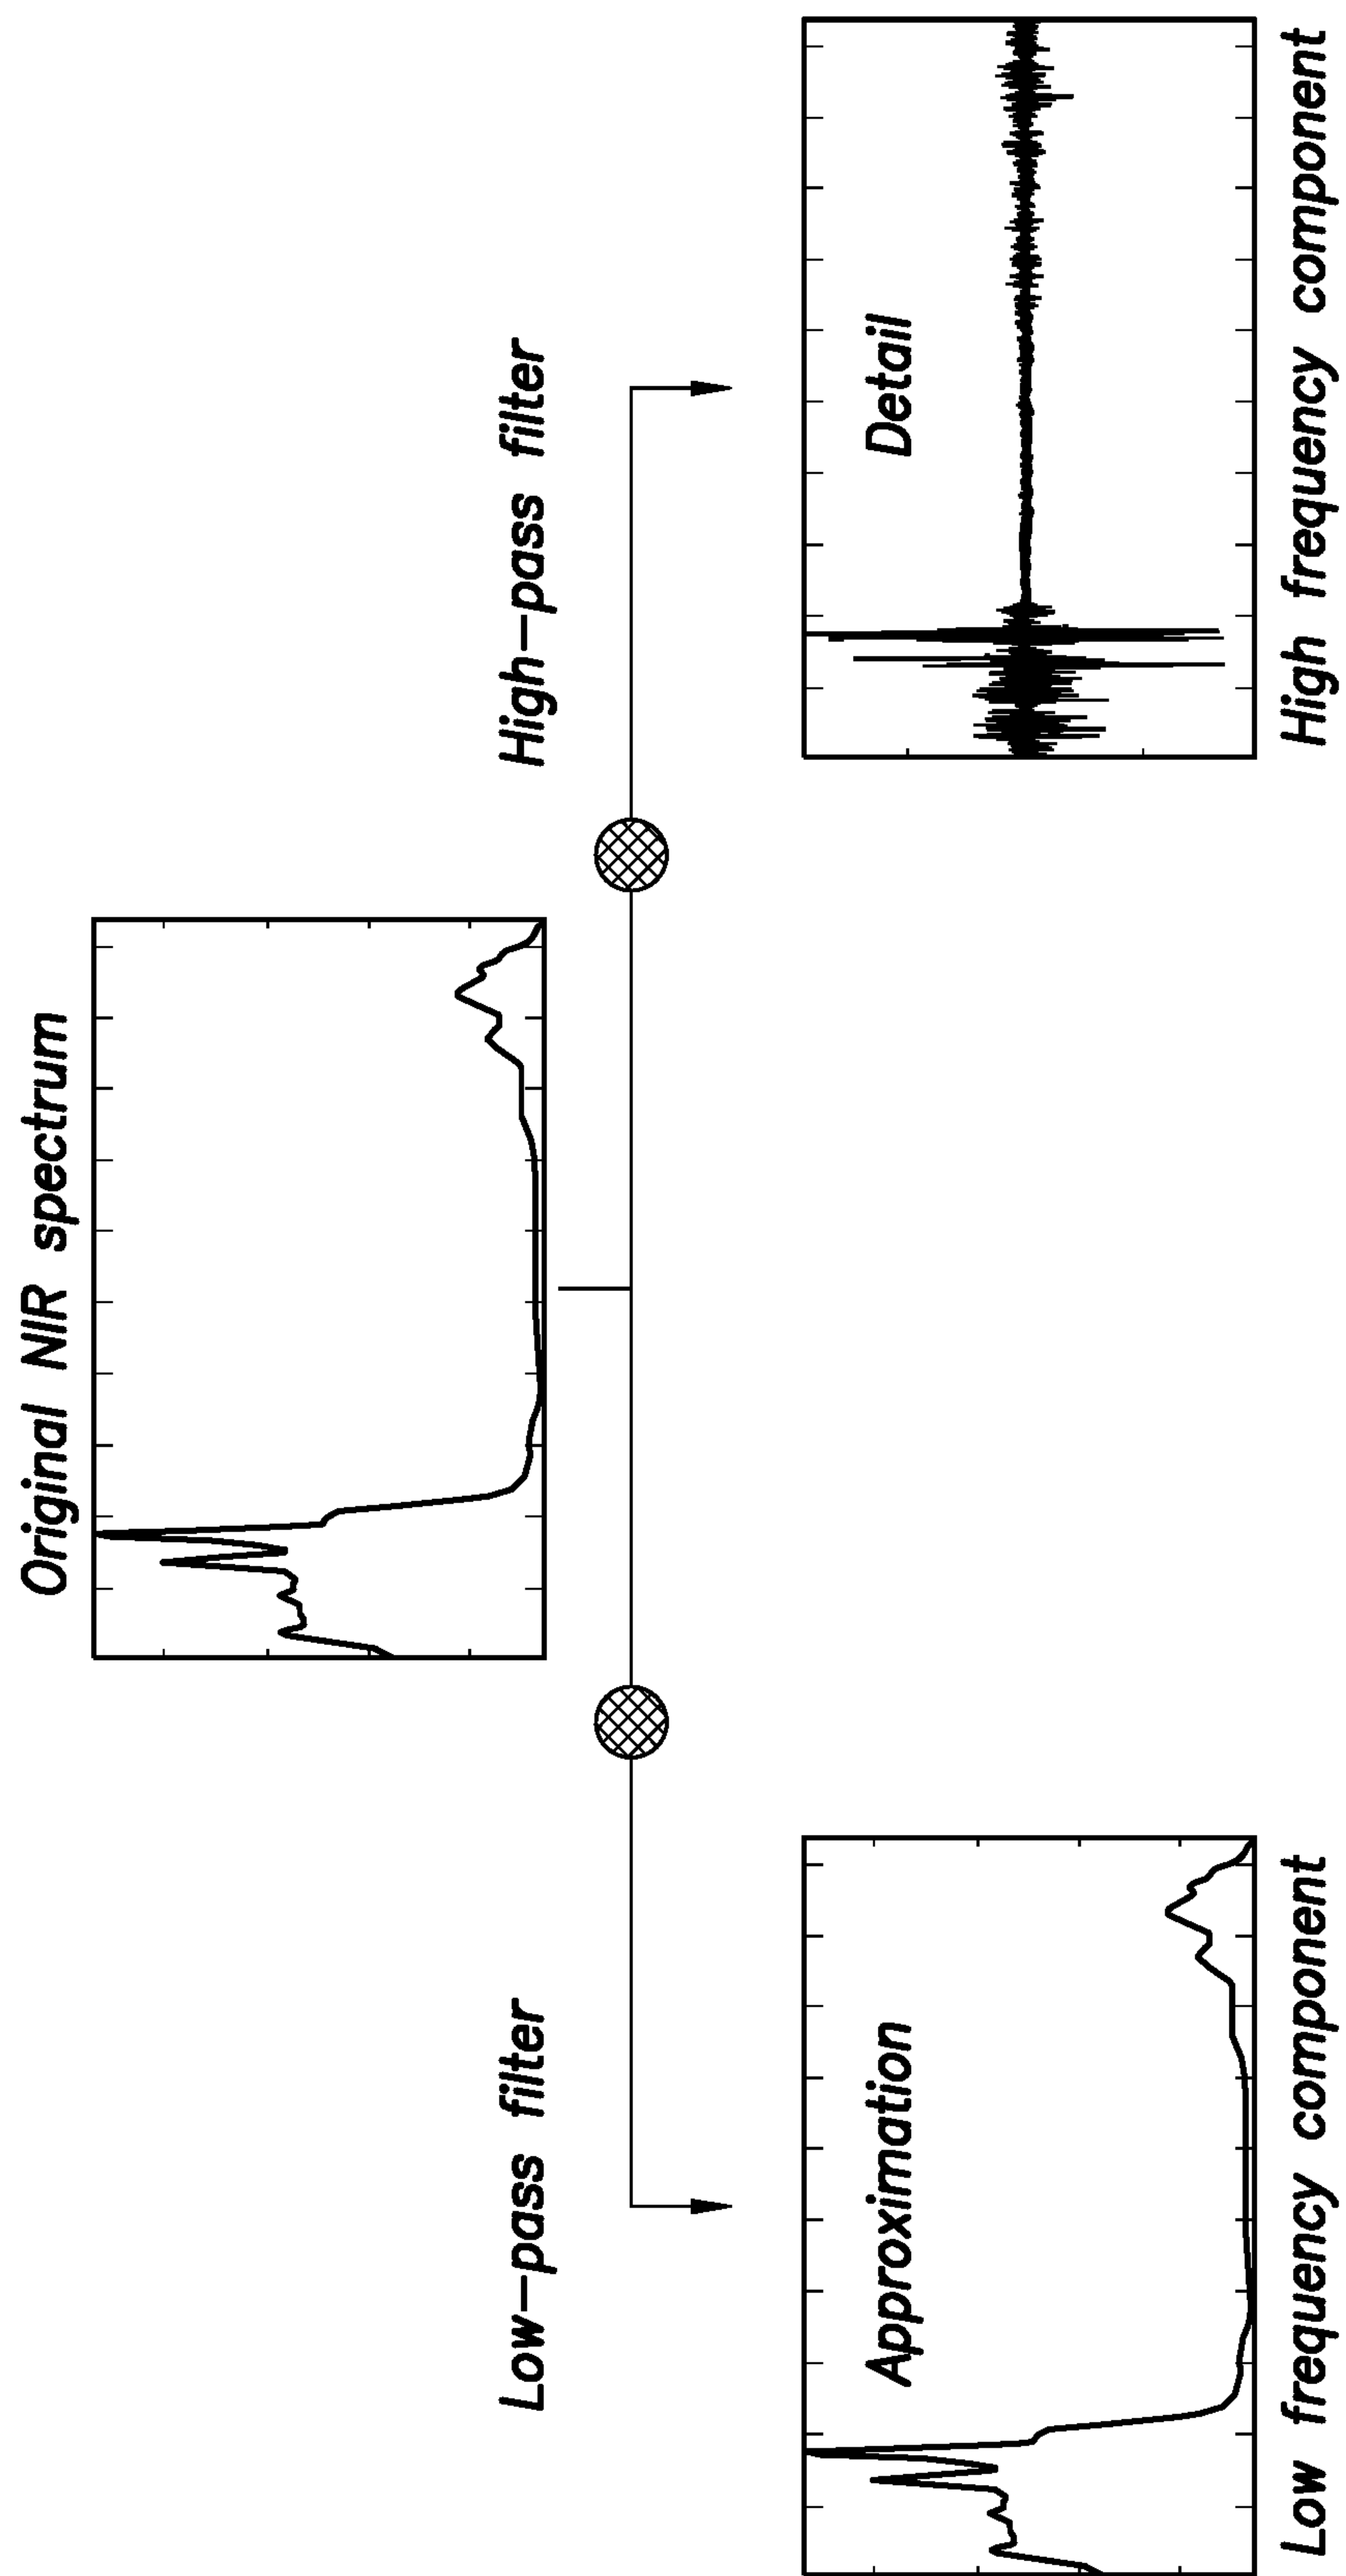 Original NIR spectrum
Low-pass filter
High-pass filter
Approximation
Detail
Low frequency component
High frequency component